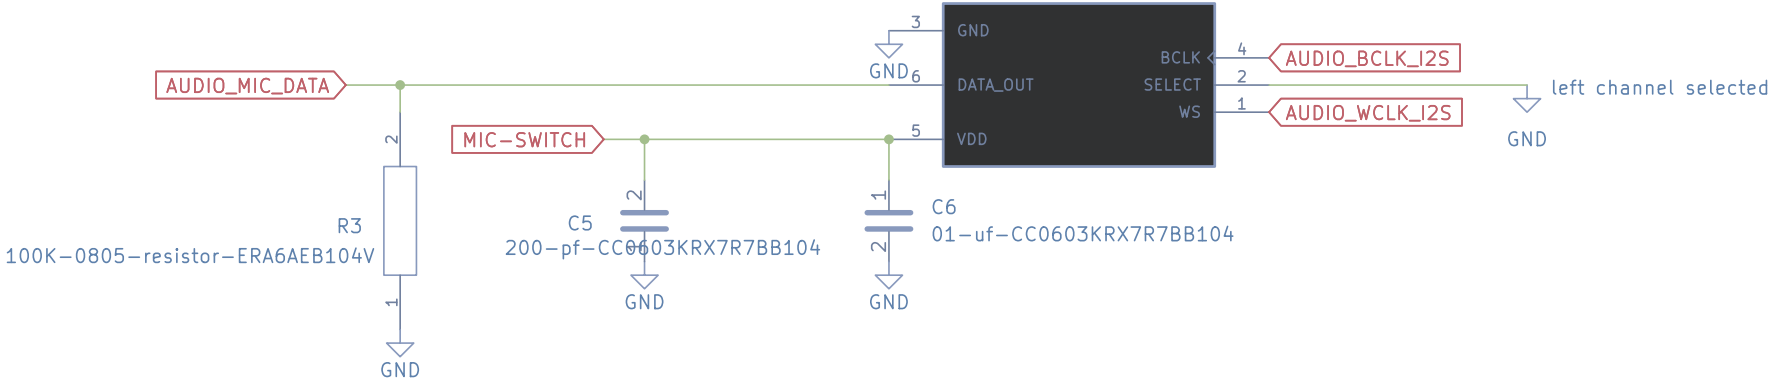 3
GND
GND
BCLK
4
AUDIO_BCLK_I2S
AUDIO_MIC_DATA
6
DATA_OUT
SELECT
2
left channel selected
WS
1
AUDIO_WCLK_I2S
GND
MIC-SWITCH
5
VDD
2
2
1
C5
200-pf-CC0603KRX7R7BB104
1
GND
C6
01-uf-CC0603KRX7R7BB104
2
GND
R3
100K-0805-resistor-ERA6AEB104V
1
GND